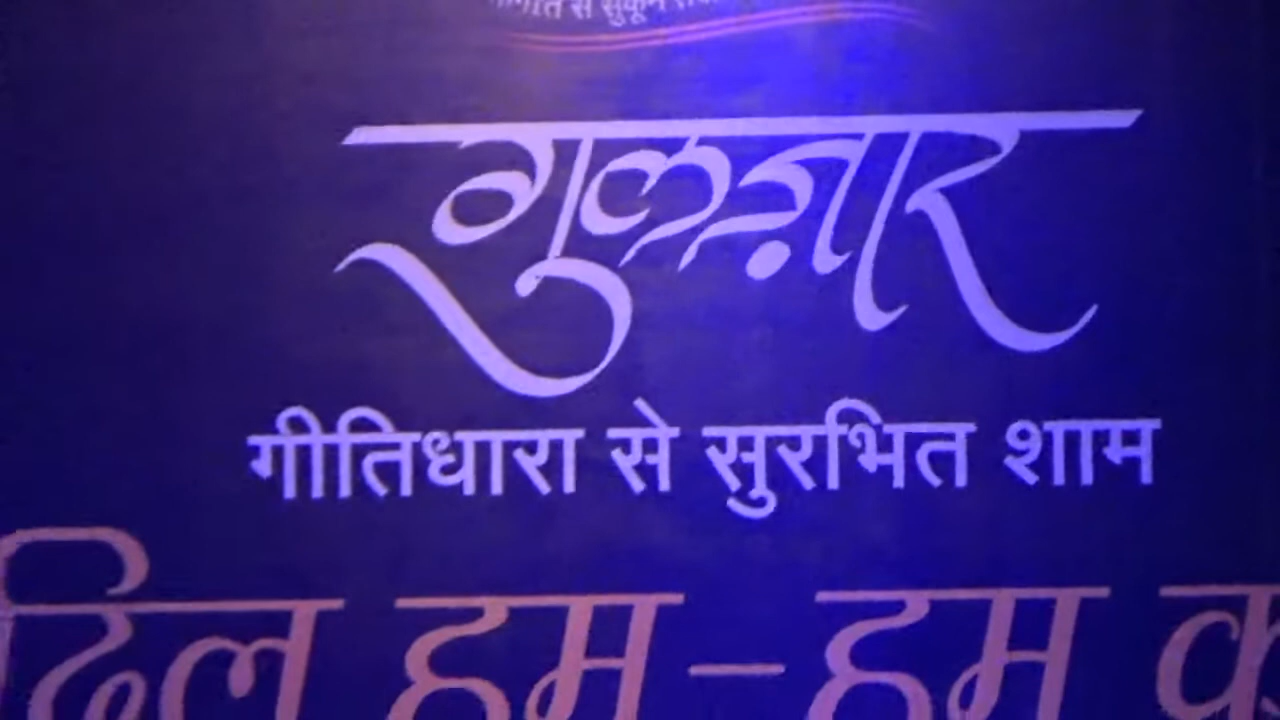 से सुकून
गुलज़ार
गीतिधारा से सुरभित शाम
दिल हम-हम